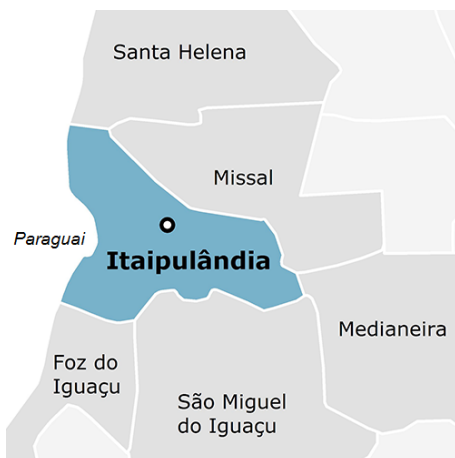 Santa Helena
Missal
Paraguai
Itaipulândia
Medianeira
Foz do
Iguaçu
São Miguel
do Iguaçu